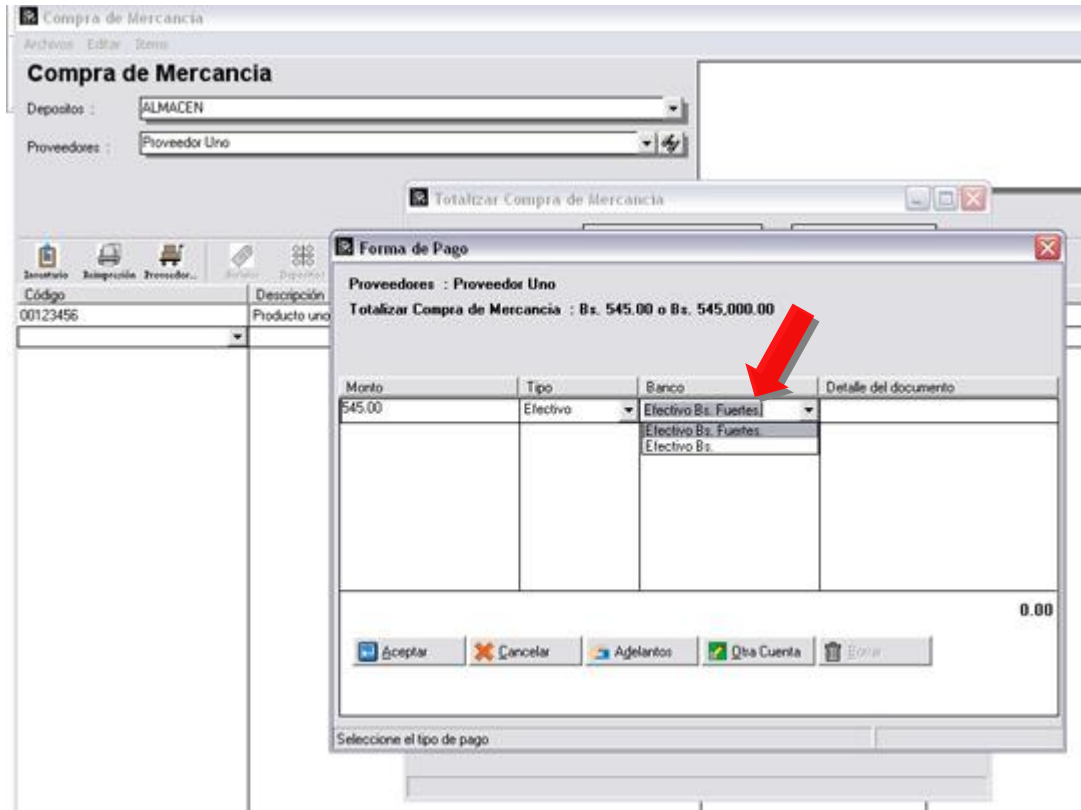 Compra de Mercancia
Archivos Editar Items
Compra de Mercancia
Depositos : ALMACEN
Proveedores : Proveedor Uno
Totalizar Compra de Mercancia
Inventario Reimpresión Proveedor...
Código Descripción
00123456 Producto uno
Forma de Pago
Proveedores : Proveedor Uno
Totalizar Compra de Mercancia : Bs. 545.00 o Bs. 545,000.00
Monto Tipo Banco Detalle del documento
545.00 Efectivo Efectivo Bs. Fuertes.
Efectivo Bs. Fuertes.
Efectivo Bs.
0.00
Aceptar Cancelar Adelantos Otra Cuenta Borrar
Seleccione el tipo de pago